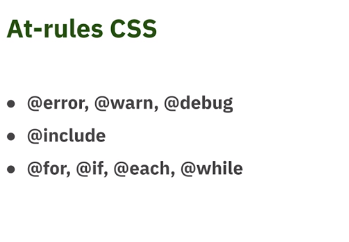 At-rules CSS
• @error, @warn, @debug
• @include
• @for, @if, @each, @while